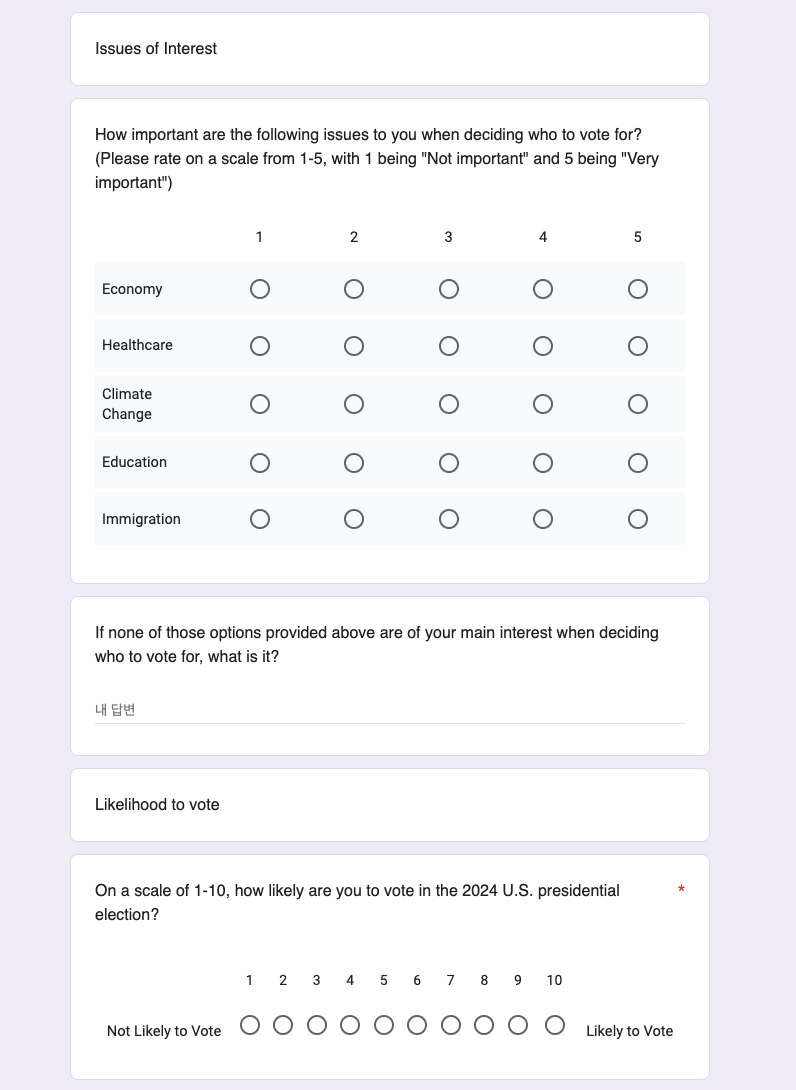 Issues of Interest
How important are the following issues to you when deciding who to vote for?
(Please rate on a scale from 1-5, with 1 being "Not important" and 5 being "Very
important")
1 2 3 4 5
Economy
Healthcare
Climate
Change
Education
Immigration
If none of those options provided above are of your main interest when deciding
who to vote for, what is it?
내 답변
Likelihood to vote
On a scale of 1-10, how likely are you to vote in the 2024 U.S. presidential *
election?
1 2 3 4 5 6 7 8 9 10
Not Likely to Vote Likely to Vote